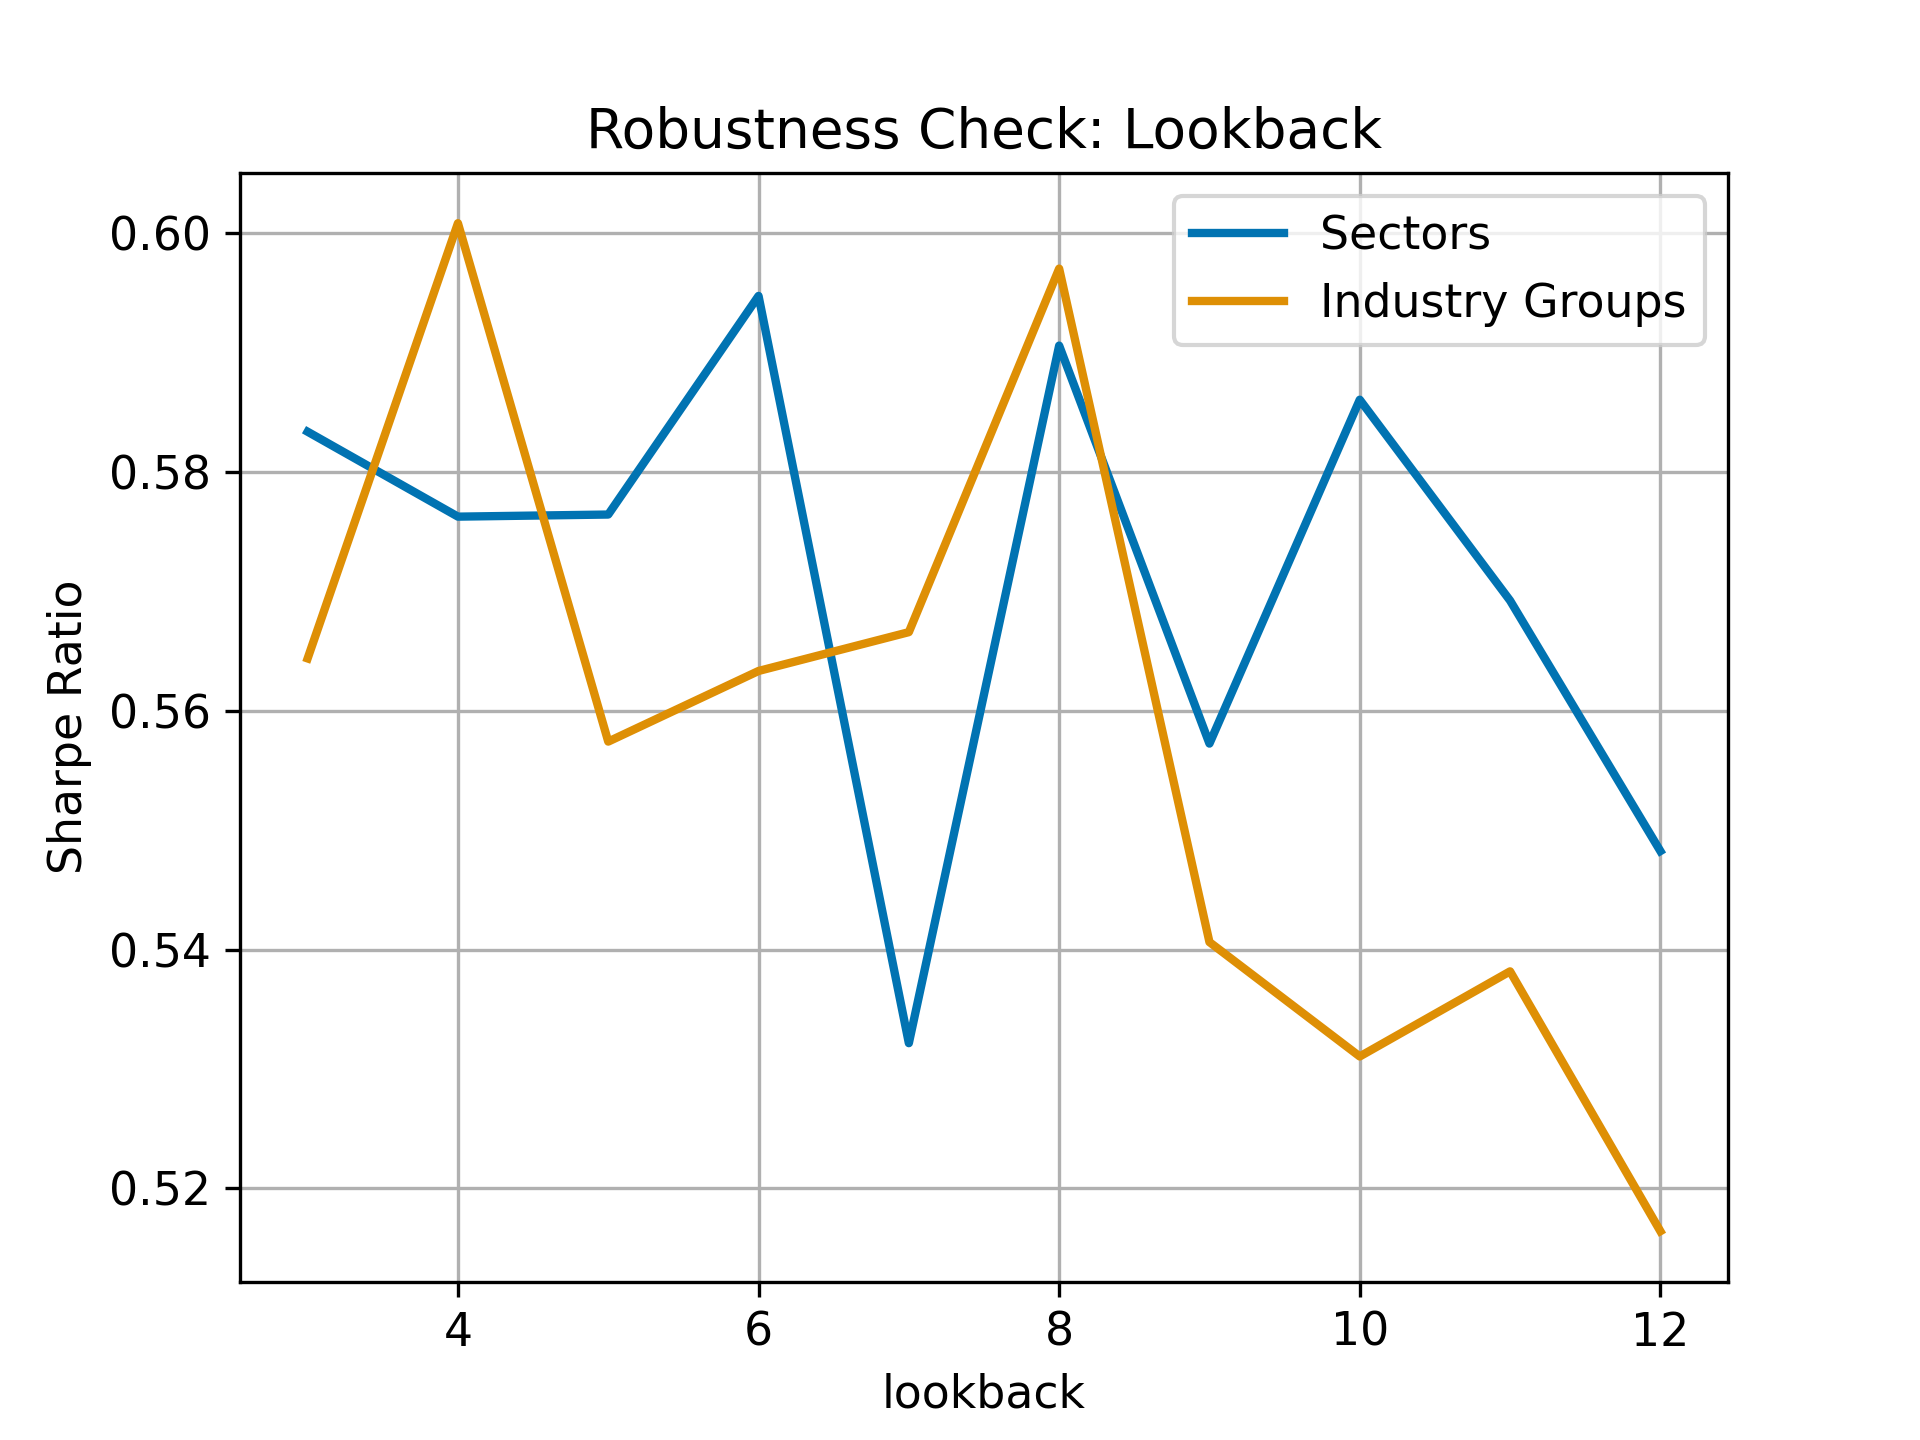 Robustness Check: Lookback
Sectors
Industry Groups
0.60
0.58
0.56
0.54
0.52
Sharpe Ratio
4 6 8 10 12
lookback